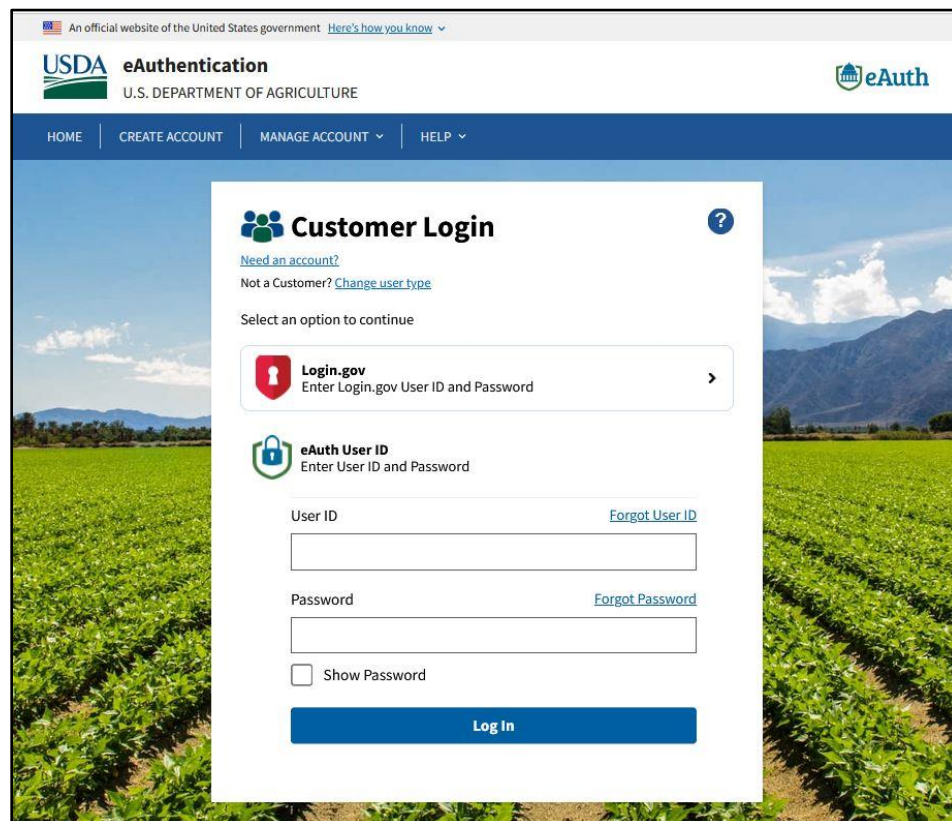 An official website of the United States government Here's how you know
USDA eAuthentication
U.S. DEPARTMENT OF AGRICULTURE
eAuth
HOME CREATE ACCOUNT MANAGE ACCOUNT HELP
Customer Login
?
Need an account?
Not a Customer? Change user type
Select an option to continue
Login.gov
Enter Login.gov User ID and Password
eAuth User ID
Enter User ID and Password
User ID Forgot User ID
Password Forgot Password
Show Password
Log In